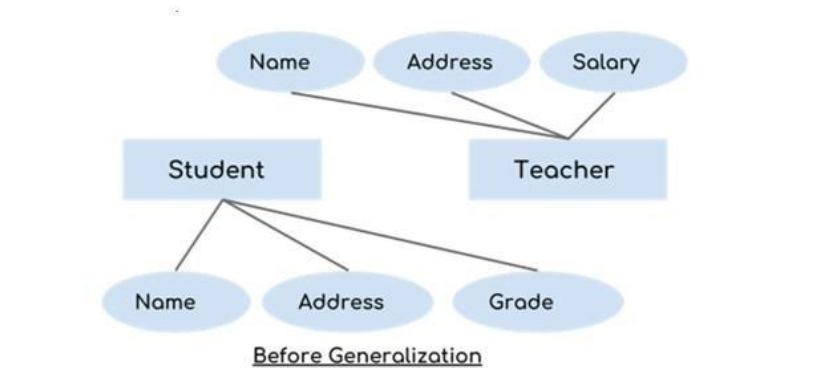 Name Address Salary
Student Teacher
Name Address Grade
Before Generalization